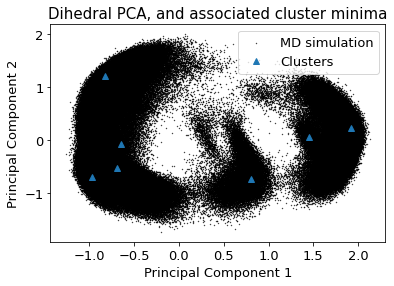 Dihedral PCA, and associated cluster minima
MD simulation
Clusters
Principal Component 2
2
1
0
−1
−1.0 −0.5 0.0 0.5 1.0 1.5 2.0
Principal Component 1